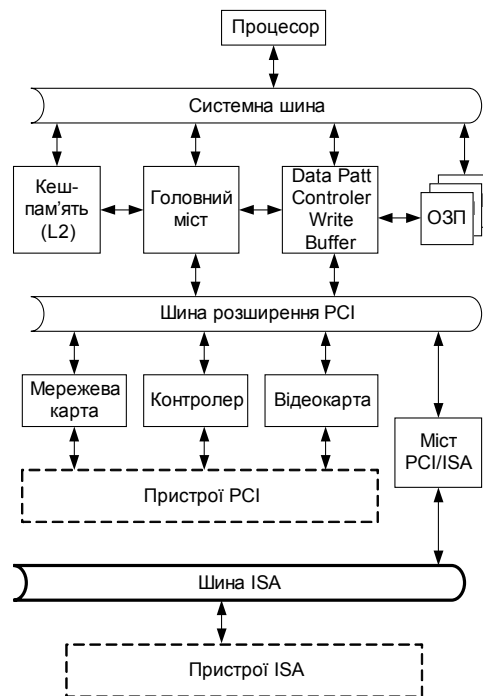 Процесор
Системна шина
Кеш-
пам'ять
(L2)
Головний
міст
Data Patt
Controler
Write
Buffer
ОЗП
Шина розширення PCI
Мережева
карта
Контролер
Відеокарта
Міст
PCI/ISA
Пристрої PCI
Шина ISA
Пристрої ISA